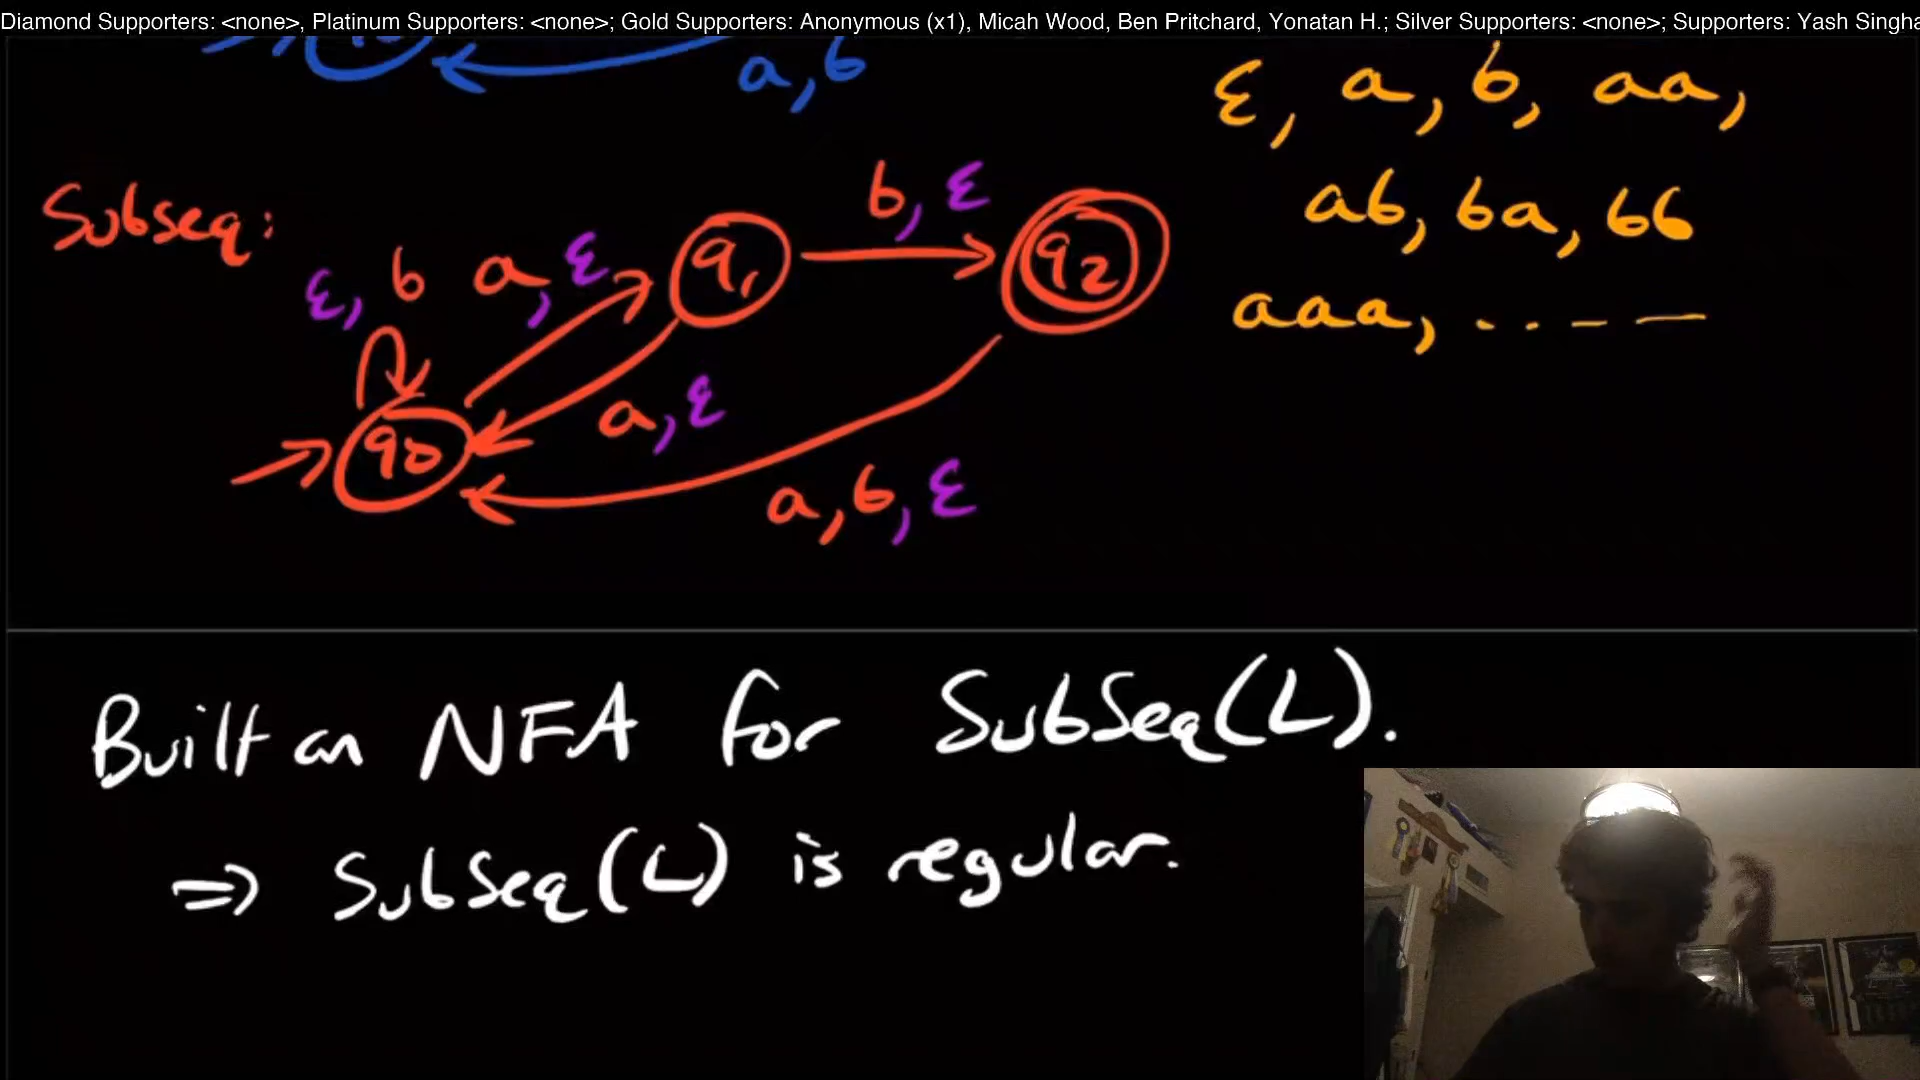 Diamond Supporters: <none>, Platinum Supporters: <none>; Gold Supporters: Anonymous (x1), Micah Wood, Ben Pritchard, Yonatan H.; Silver Supporters: <none>; Supporters: Yash Singha
a,b
ε, a, b, aa,
ab, ba, bb
aaa, . . . .
Subseq:
ε, b
a, ε
q1
b, ε
q2
a, ε
q0
a, b, ε
Built an NFA for SubSeq(L).
=> SubSeq(L) is regular.